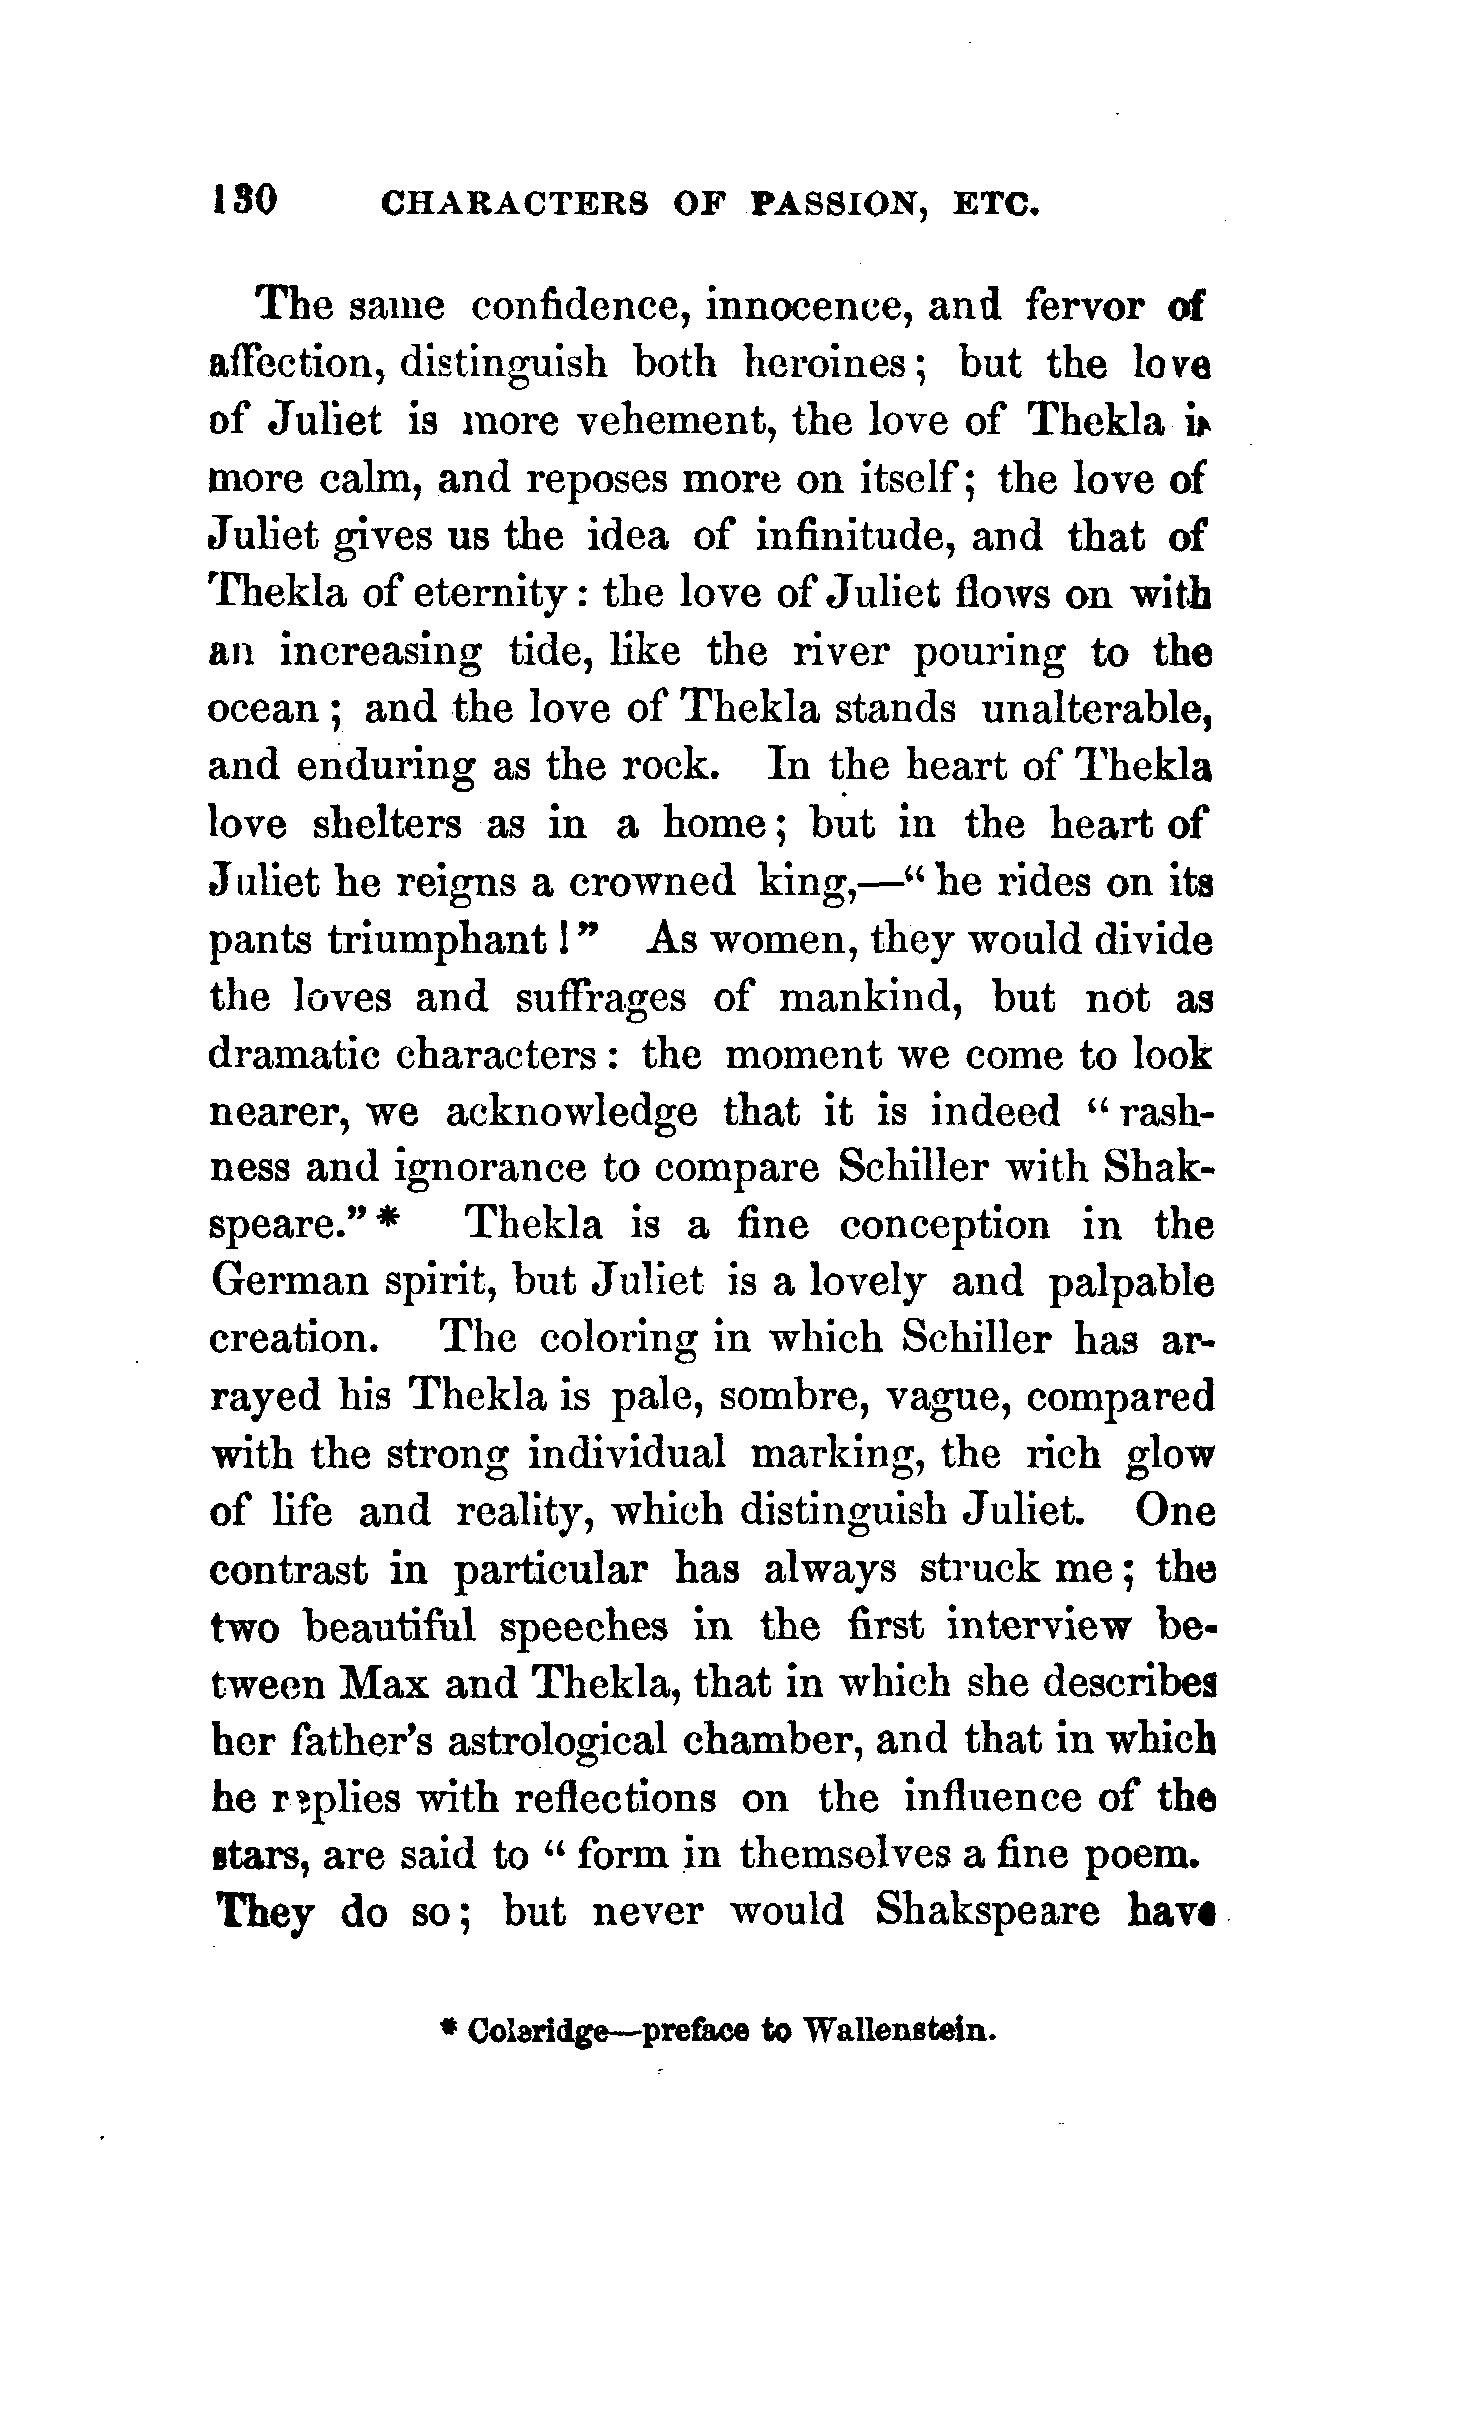 130 CHARACTERS OF PASSION, ETC.
The same confidence, innocence, and fervor of
affection, distinguish both heroines; but the love
of Juliet is more vehement, the love of Thekla is
more calm, and reposes more on itself; the love of
Juliet gives us the idea of infinitude, and that of
Thekla of eternity: the love of Juliet flows on with
an increasing tide, like the river pouring to the
ocean; and the love of Thekla stands unalterable,
and enduring as the rock. In the heart of Thekla
love shelters as in a home; but in the heart of
Juliet he reigns a crowned king,—"he rides on its
pants triumphant!" As women, they would divide
the loves and suffrages of mankind, but not as
dramatic characters: the moment we come to look
nearer, we acknowledge that it is indeed "rash-
ness and ignorance to compare Schiller with Shak-
speare."* Thekla is a fine conception in the
German spirit, but Juliet is a lovely and palpable
creation. The coloring in which Schiller has ar-
rayed his Thekla is pale, sombre, vague, compared
with the strong individual marking, the rich glow
of life and reality, which distinguish Juliet. One
contrast in particular has always struck me; the
two beautiful speeches in the first interview be-
tween Max and Thekla, that in which she describes
her father's astrological chamber, and that in which
he replies with reflections on the influence of the
stars, are said to "form in themselves a fine poem.
They do so; but never would Shakspeare have
* Coleridge—preface to Wallenstein.